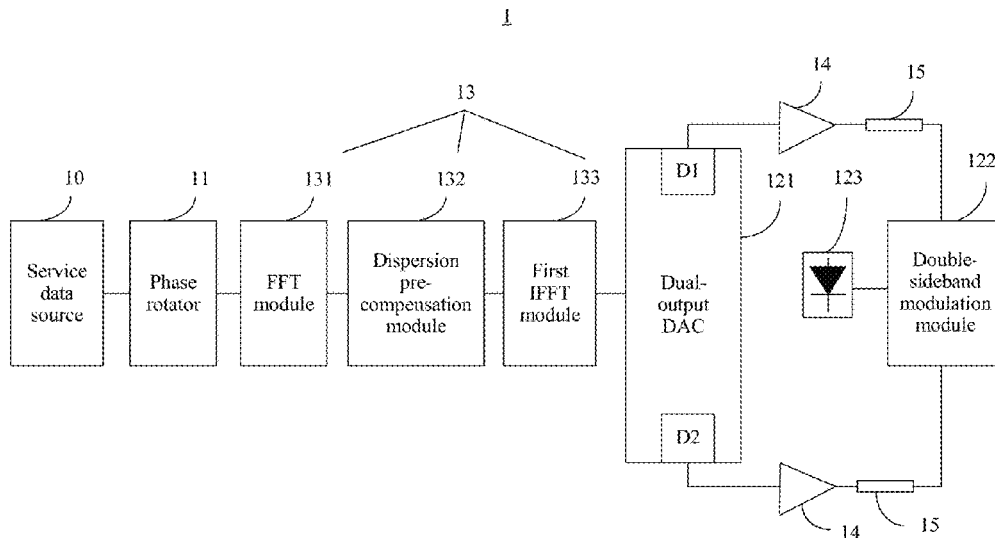 1
14
15
13
D1
121
123
122
10
11
131
132
133
Service
data
source
Phase
rotator
FFT
module
Dispersion
pre-
compensation
module
First
IFFT
module
Dual-
output
DAC
Double-
sideband
modulation
module
D2
14
15